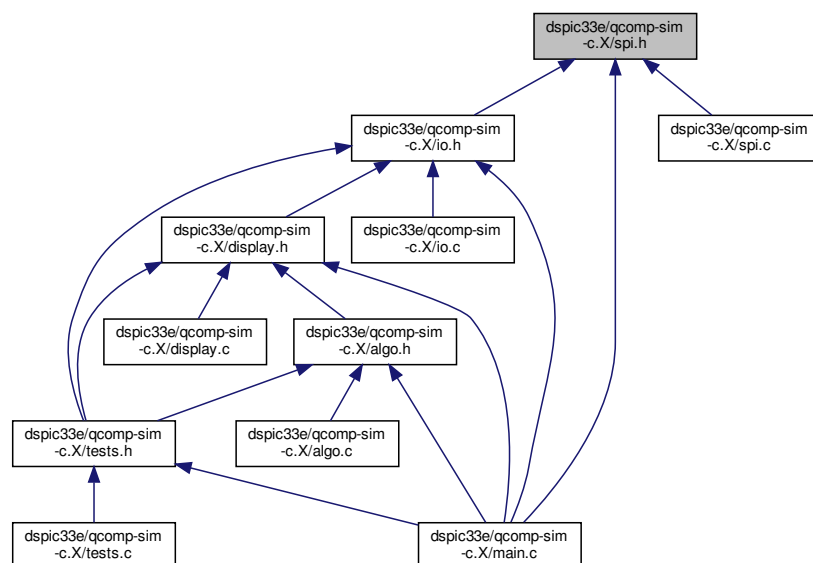 dspic33e/qcomp-sim
-c.X/spi.h
dspic33e/qcomp-sim
-c.X/io.h
dspic33e/qcomp-sim
-c.X/spi.c
dspic33e/qcomp-sim
-c.X/display.h
dspic33e/qcomp-sim
-c.X/io.c
dspic33e/qcomp-sim
-c.X/display.c
dspic33e/qcomp-sim
-c.X/algo.h
dspic33e/qcomp-sim
-c.X/tests.h
dspic33e/qcomp-sim
-c.X/algo.c
dspic33e/qcomp-sim
-c.X/tests.c
dspic33e/qcomp-sim
-c.X/main.c